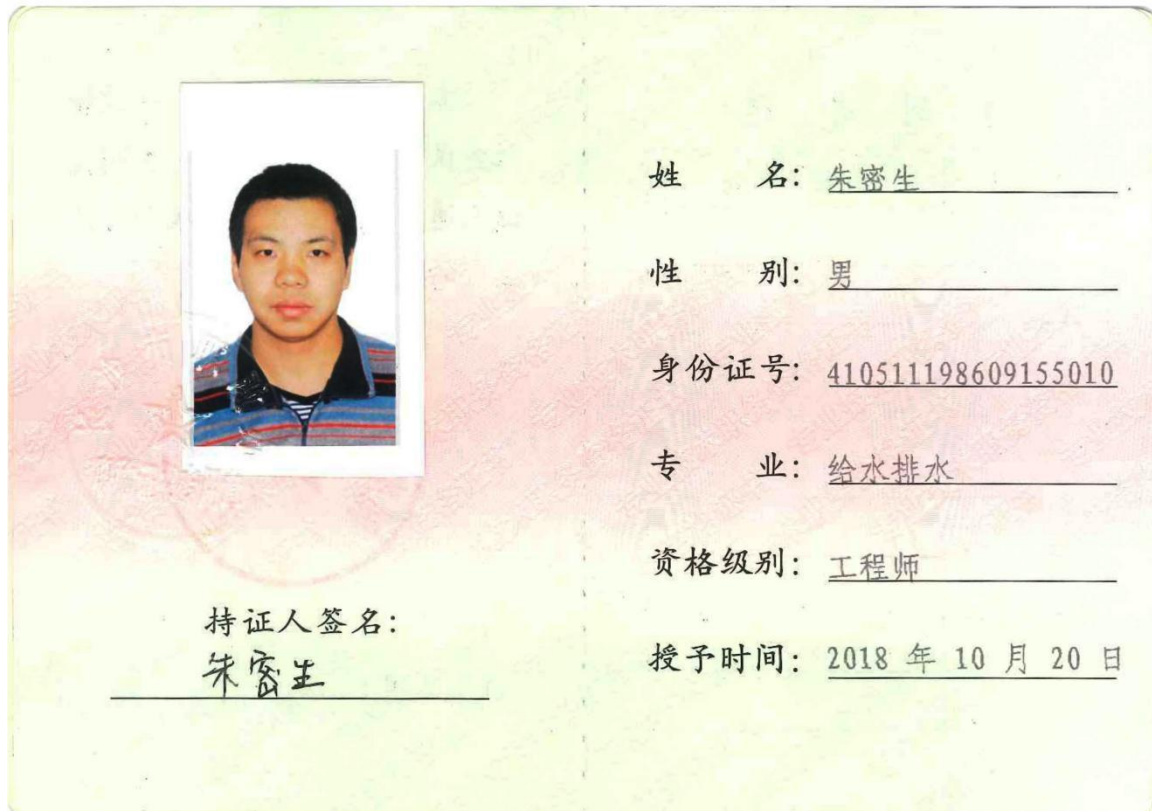 姓 名: 朱密生
性 别: 男
身份证号: 410511198609155010
专 业: 给水排水
资格级别: 工程师
授予时间: 2018 年 10 月 20 日
持证人签名:
朱密生